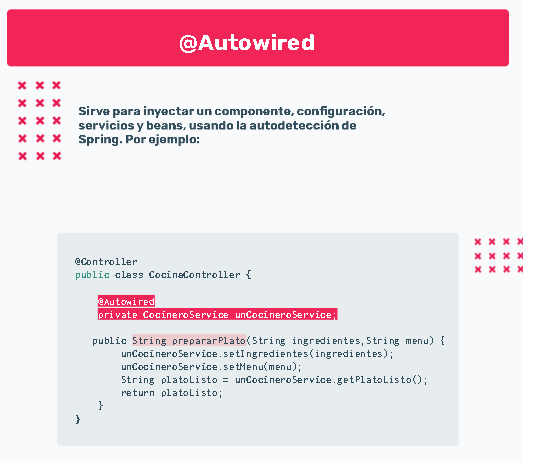 @Autowired
Sirve para inyectar un componente, configuración,
servicios y beans, usando la autodetección de
Spring. Por ejemplo:
@Controller
public class CocinaController {
@Autowired
private CocineroService unCocineroService;
public String prepararPlato(String ingredientes,String menu) {
unCocineroService.setIngredientes(ingredientes);
unCocineroService.setMenu(menu);
String platoListo = unCocineroService.getPlatoListo();
return platoListo;
}
}